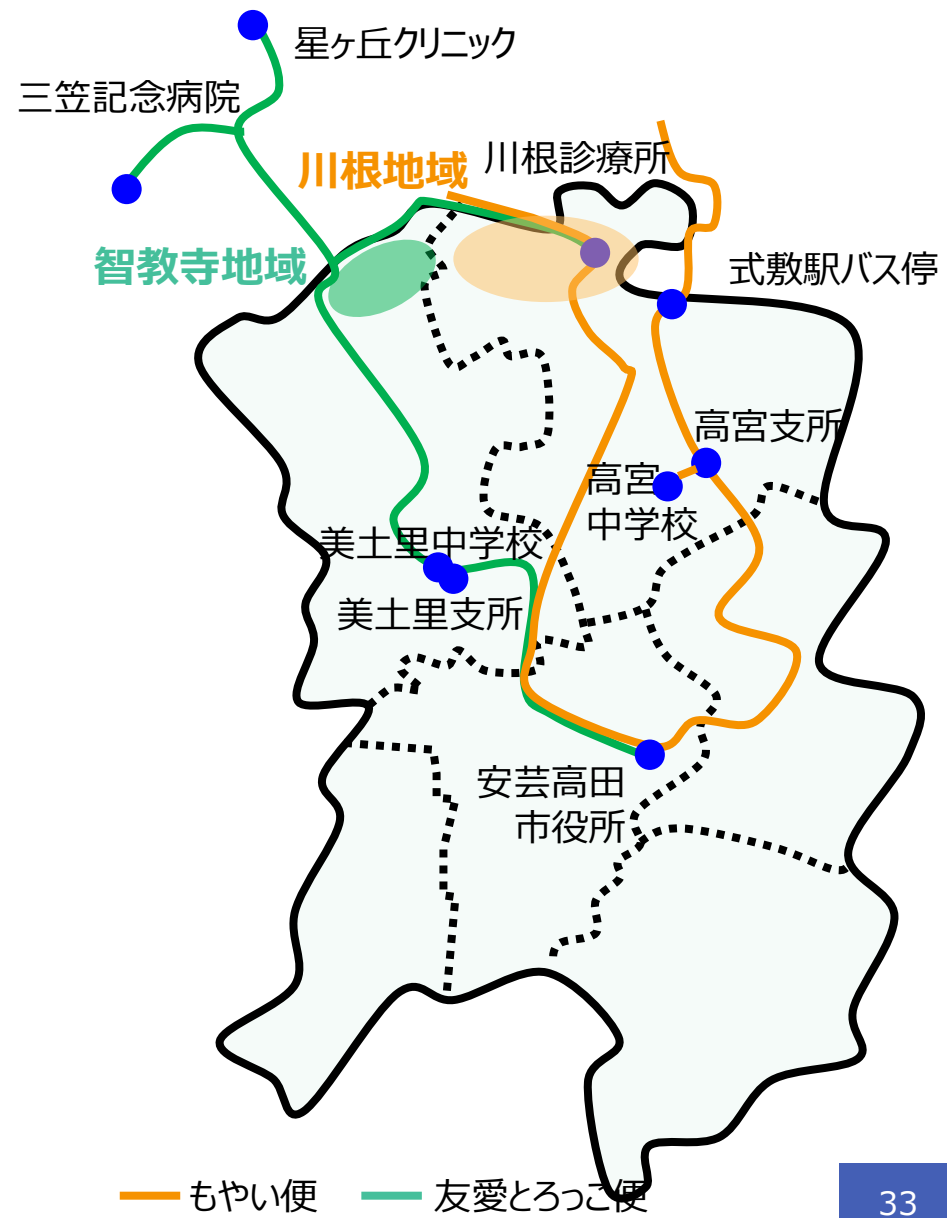 星ヶ丘クリニック
三笠記念病院
川根地域
川根診療所
智教寺地域
式敷駅バス停
高宮支所
高宮
中学校
美土里中学校
美土里支所
安芸高田
市役所
もやい便
友愛とろっこ便
33